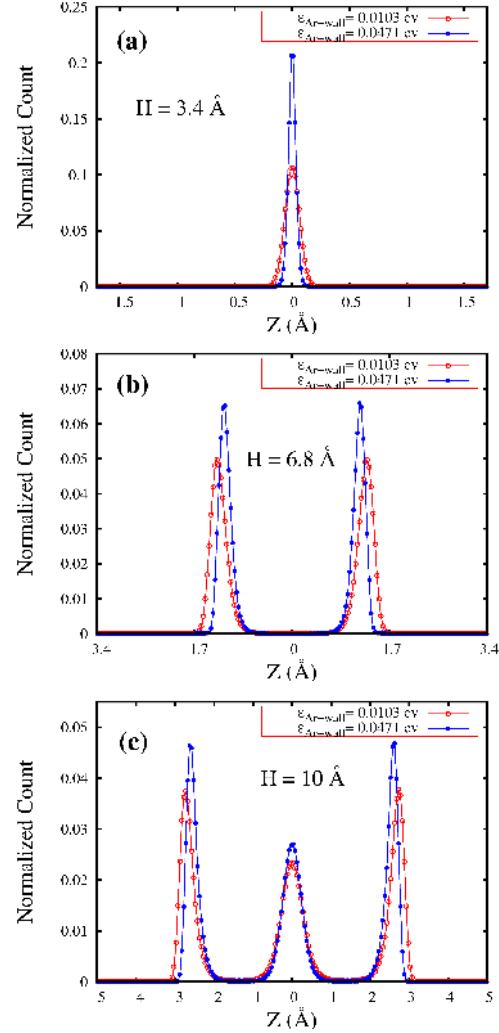 (a)
ε_Ar−wall = 0.0103 ev
ε_Ar−wall = 0.0471 ev
H = 3.4 Å
Normalized Count
0.25
0.2
0.15
0.1
0.05
0
1.5 1 0.5 0 0.5 1 1.5
Z (Å)
(b)
ε_Ar−wall = 0.0103 ev
ε_Ar−wall = 0.0471 ev
H = 6.8 Å
Normalized Count
0.08
0.07
0.06
0.05
0.04
0.03
0.02
0.01
0
3.4 1.7 0 1.7 3.4
Z (Å)
(c)
ε_Ar−wall = 0.0103 ev
ε_Ar−wall = 0.0471 ev
H = 10 Å
Normalized Count
0.05
0.04
0.03
0.02
0.01
0
5 4 3 2 1 0 1 2 3 4 5
Z (Å)